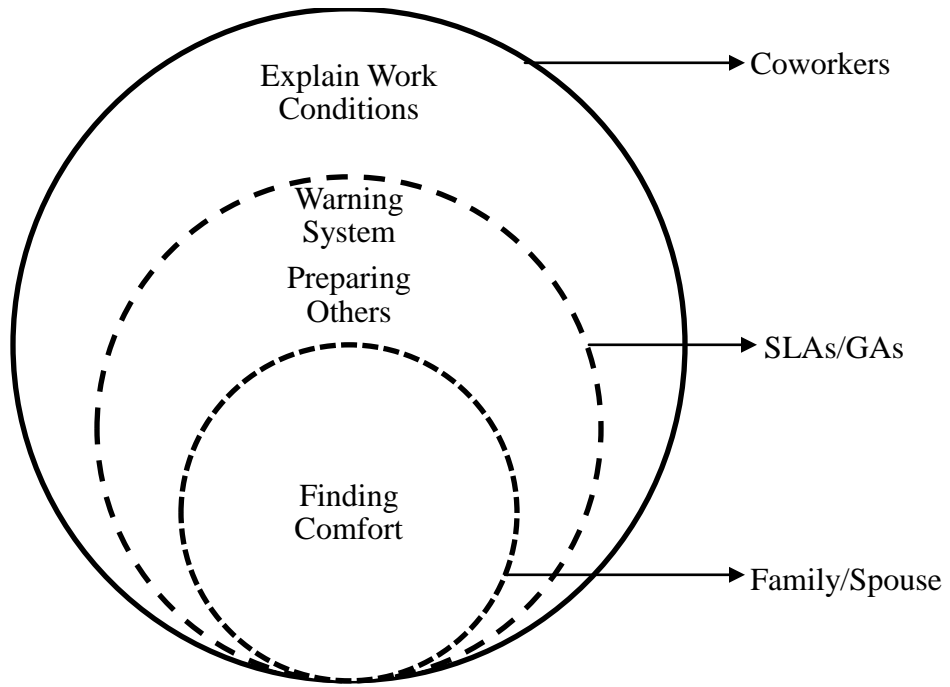 Explain Work
Conditions
Coworkers
Warning
System
Preparing
Others
SLAs/GAs
Finding
Comfort
Family/Spouse